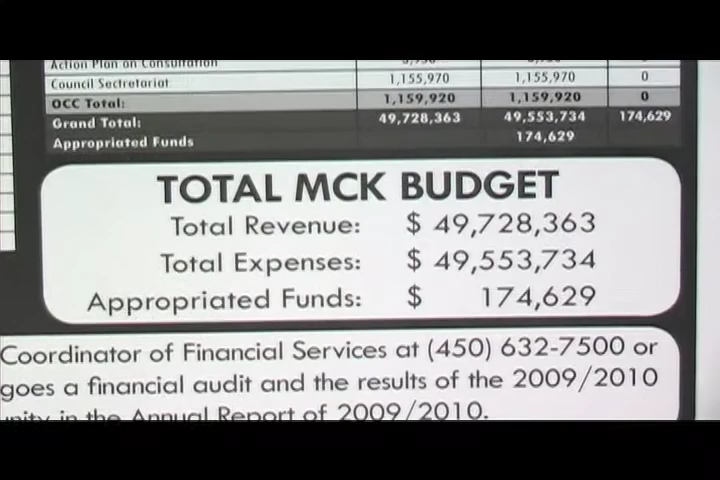 Action Plan on Consultation
Council Sectretariat 1,155,970 1,155,970 0
OCC Total: 1,159,920 1,159,920 0
Grand Total: 49,728,363 49,553,734 174,629
Appropriated Funds 174,629
TOTAL MCK BUDGET
Total Revenue: $ 49,728,363
Total Expenses: $ 49,553,734
Appropriated Funds: $ 174,629
Coordinator of Financial Services at (450) 632-7500 or
goes a financial audit and the results of the 2009/2010
in the Annual Report of 2009/2010.